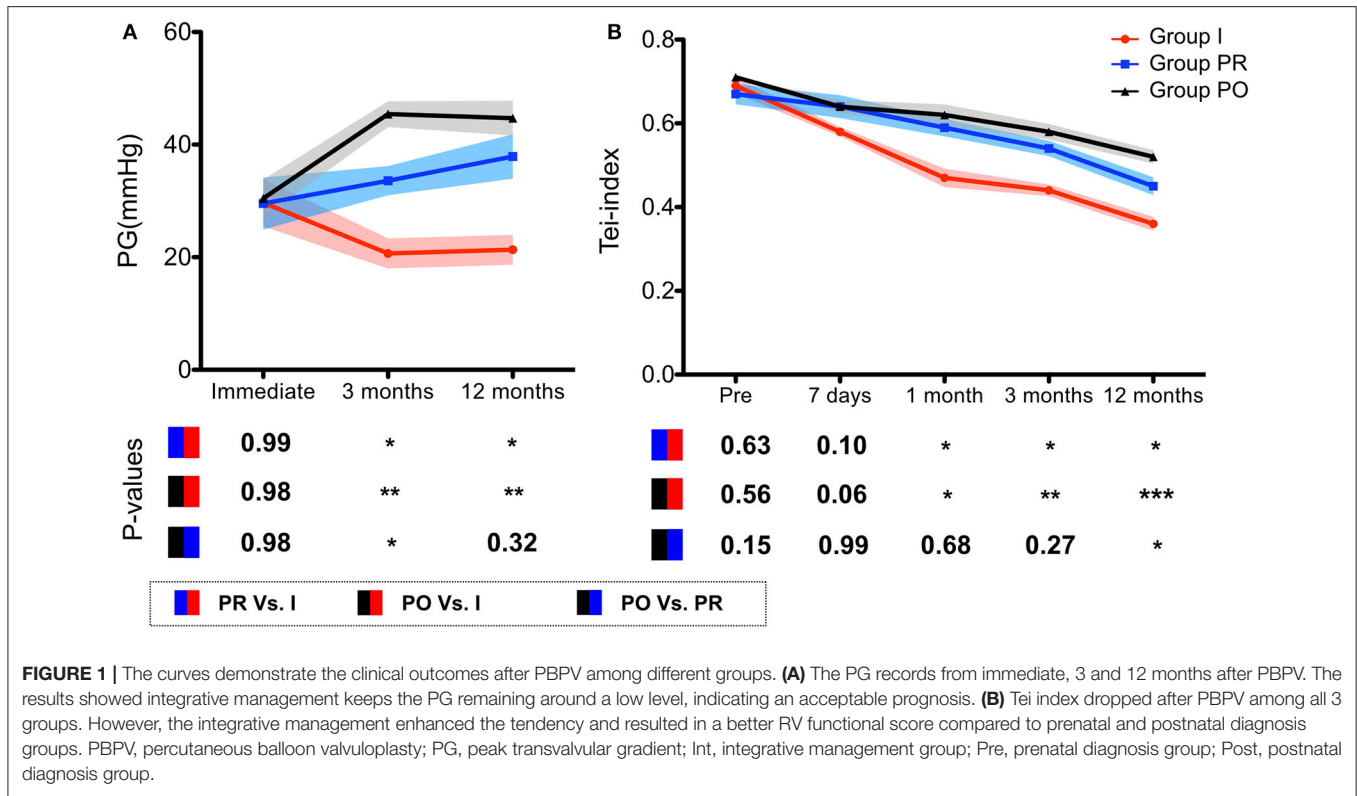 A
60
40
20
0
PG(mmHg)
Immediate 3 months 12 months
B
0.8
0.6
0.4
0.2
0.0
Tei-index
Pre 7 days 1 month 3 months 12 months
Group I
Group PR
Group PO
P-values
0.99 * *
0.98 ** **
0.98 * 0.32
0.63 0.10 * * *
0.56 0.06 * ** ***
0.15 0.99 0.68 0.27 *
PR Vs. I PO Vs. I PO Vs. PR
FIGURE 1 | The curves demonstrate the clinical outcomes after PBPV among different groups. (A) The PG records from immediate, 3 and 12 months after PBPV. The
results showed integrative management keeps the PG remaining around a low level, indicating an acceptable prognosis. (B) Tei index dropped after PBPV among all 3
groups. However, the integrative management enhanced the tendency and resulted in a better RV functional score compared to prenatal and postnatal diagnosis
groups. PBPV, percutaneous balloon valvuloplasty; PG, peak transvalvular gradient; Int, integrative management group; Pre, prenatal diagnosis group; Post, postnatal
diagnosis group.